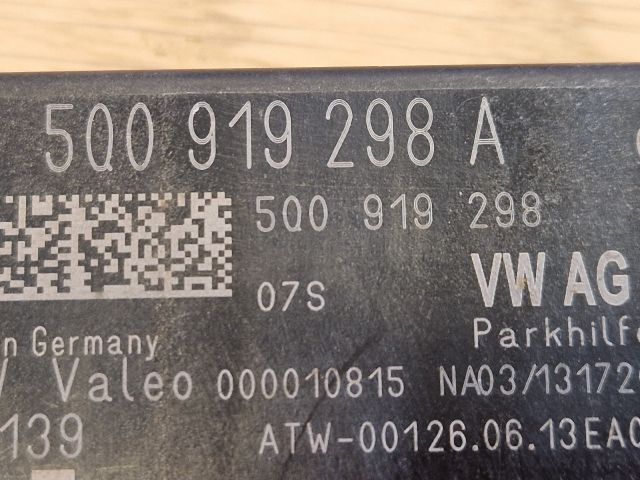 5Q0 919 298 A
5Q0 919 298
07S
VW AG
n Germany
Parkhilfe
Valeo 000010815 NA03/13172
139
ATW-00126.06.13EA0